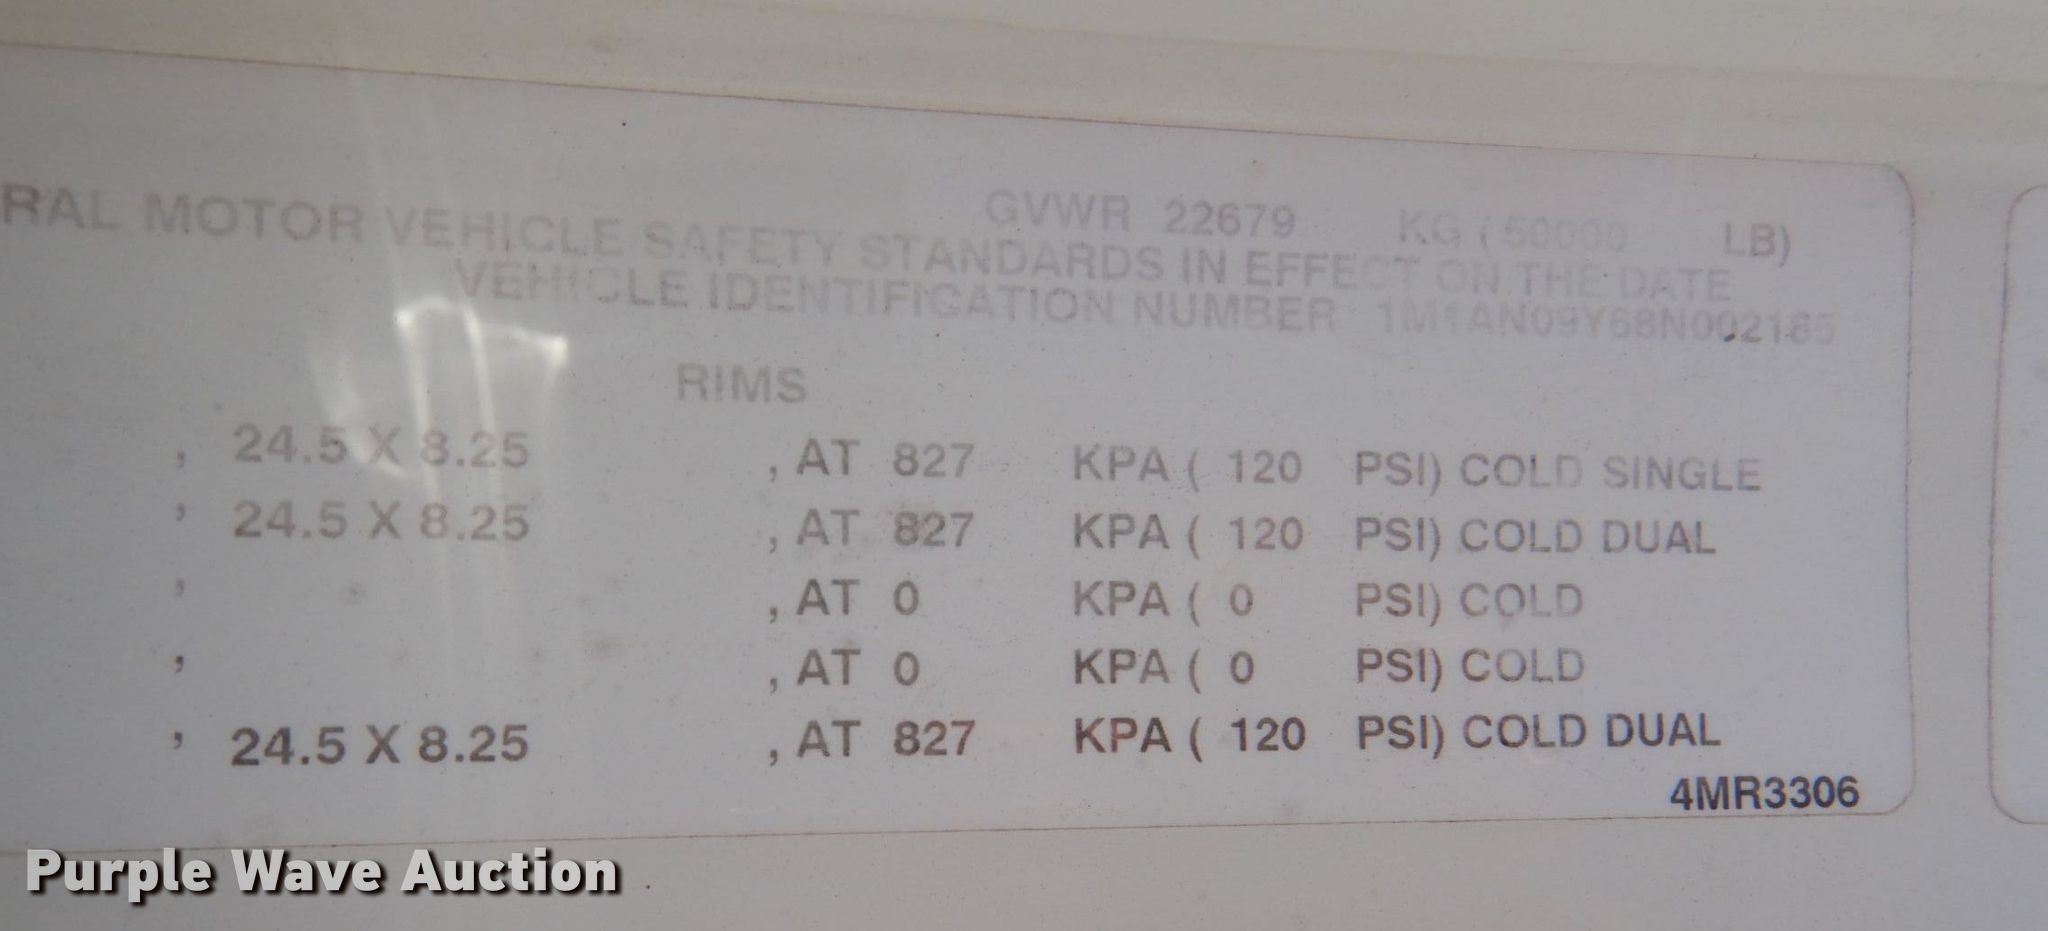 GVWR 22679 KG ( 50000 LB)
RAL MOTOR VEHICLE SAFETY STANDARDS IN EFFECT ON THE DATE
VEHICLE IDENTIFICATION NUMBER 1M1AN09Y68N002185
RIMS
, 24.5 X 8.25 , AT 827 KPA ( 120 PSI) COLD SINGLE
, 24.5 X 8.25 , AT 827 KPA ( 120 PSI) COLD DUAL
, , AT 0 KPA ( 0 PSI) COLD
, , AT 0 KPA ( 0 PSI) COLD
, 24.5 X 8.25 , AT 827 KPA ( 120 PSI) COLD DUAL
4MR3306
Purple Wave Auction